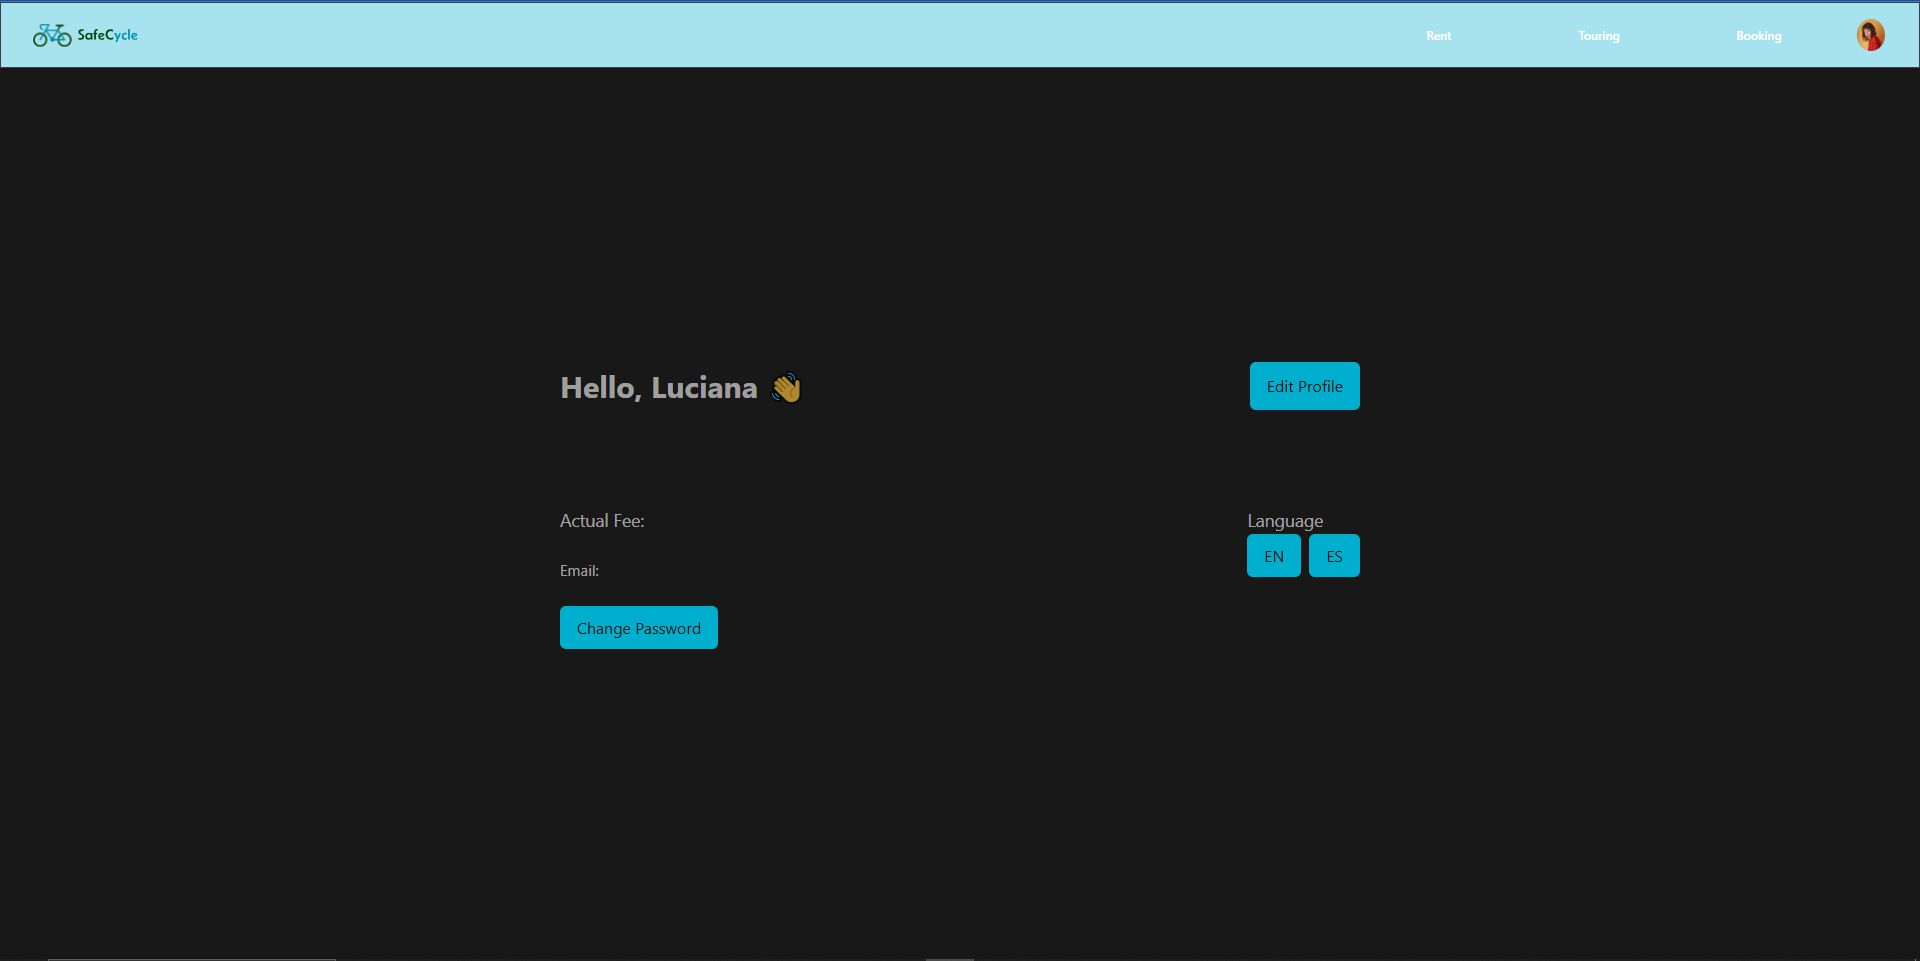 SafeCycle
Rent
Touring
Booking
Hello, Luciana 👋
Edit Profile
Actual Fee:
Language
EN
ES
Email:
Change Password